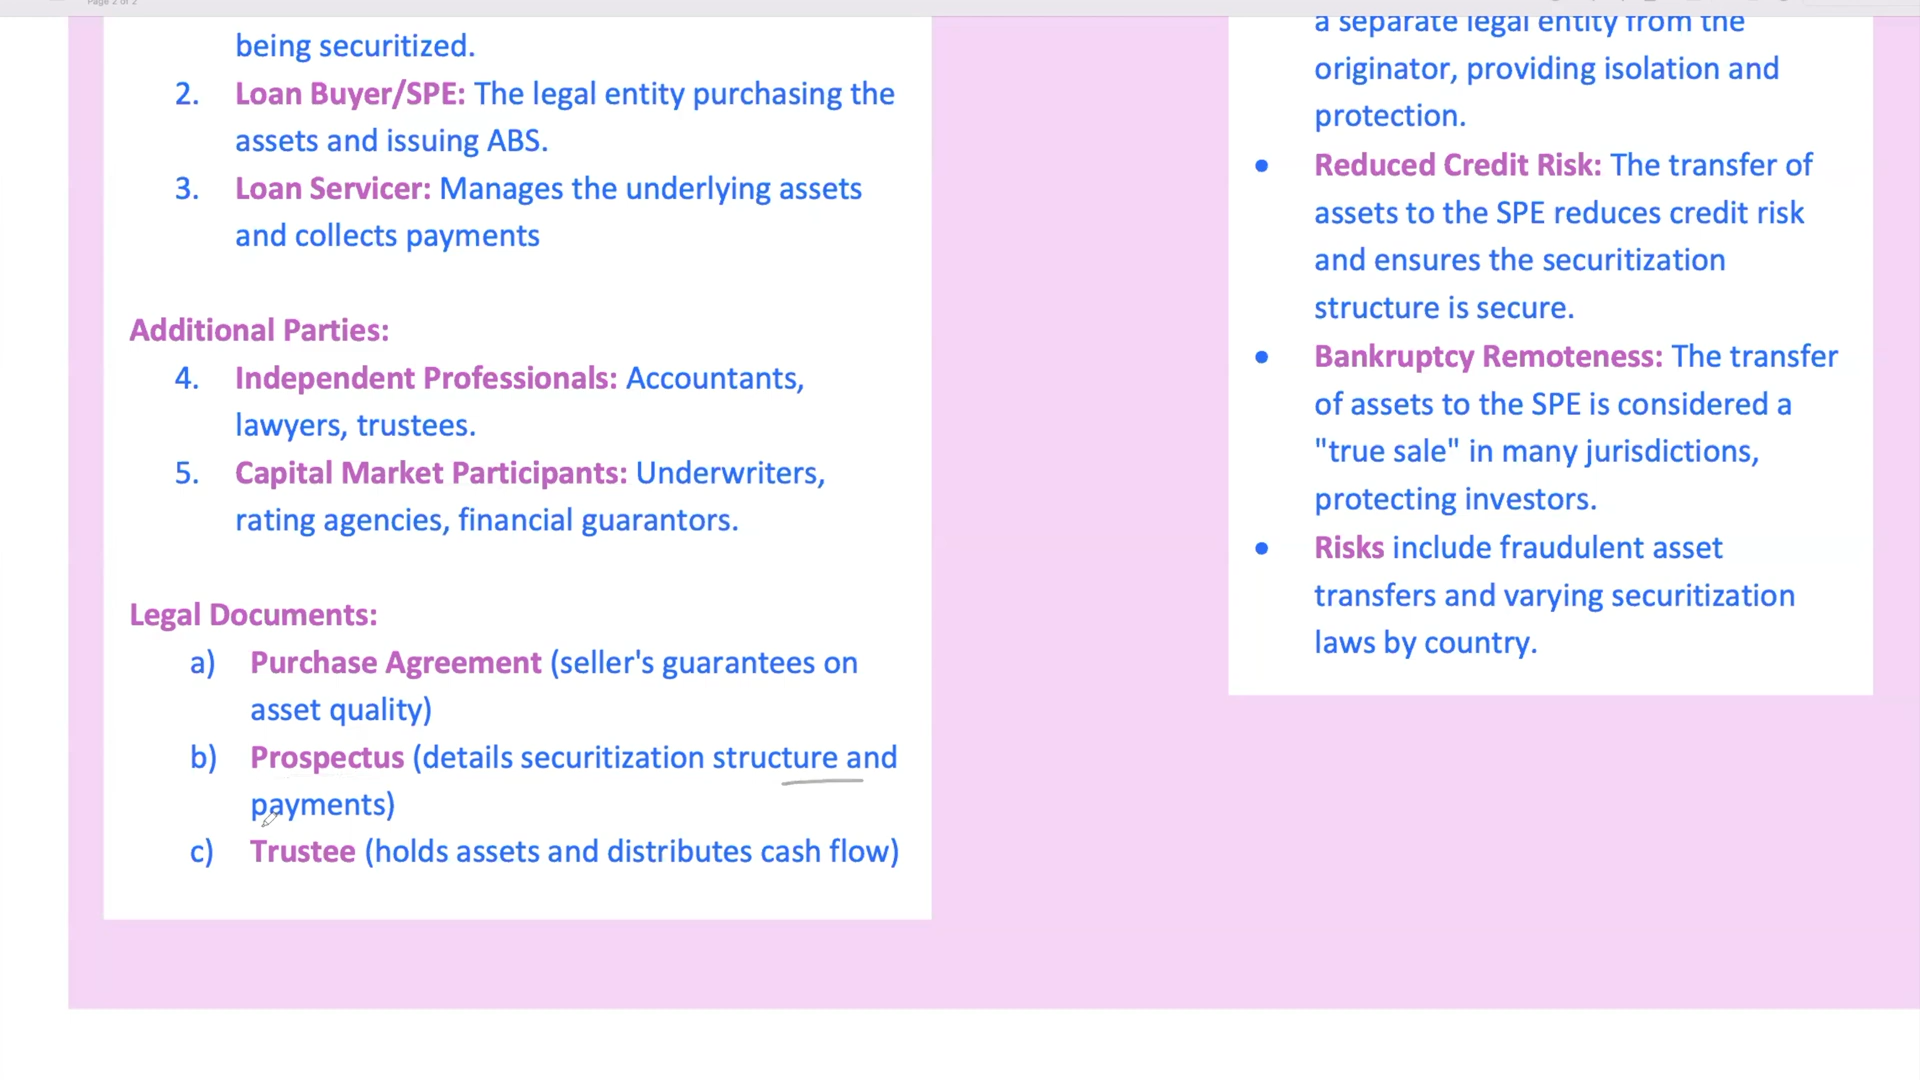 Page 2 of 2
being securitized.
2. Loan Buyer/SPE: The legal entity purchasing the
assets and issuing ABS.
3. Loan Servicer: Manages the underlying assets
and collects payments
Additional Parties:
4. Independent Professionals: Accountants,
lawyers, trustees.
5. Capital Market Participants: Underwriters,
rating agencies, financial guarantors.
Legal Documents:
a) Purchase Agreement (seller's guarantees on
asset quality)
b) Prospectus (details securitization structure and
payments)
c) Trustee (holds assets and distributes cash flow)
a separate legal entity from the
originator, providing isolation and
protection.
• Reduced Credit Risk: The transfer of
assets to the SPE reduces credit risk
and ensures the securitization
structure is secure.
• Bankruptcy Remoteness: The transfer
of assets to the SPE is considered a
"true sale" in many jurisdictions,
protecting investors.
• Risks include fraudulent asset
transfers and varying securitization
laws by country.